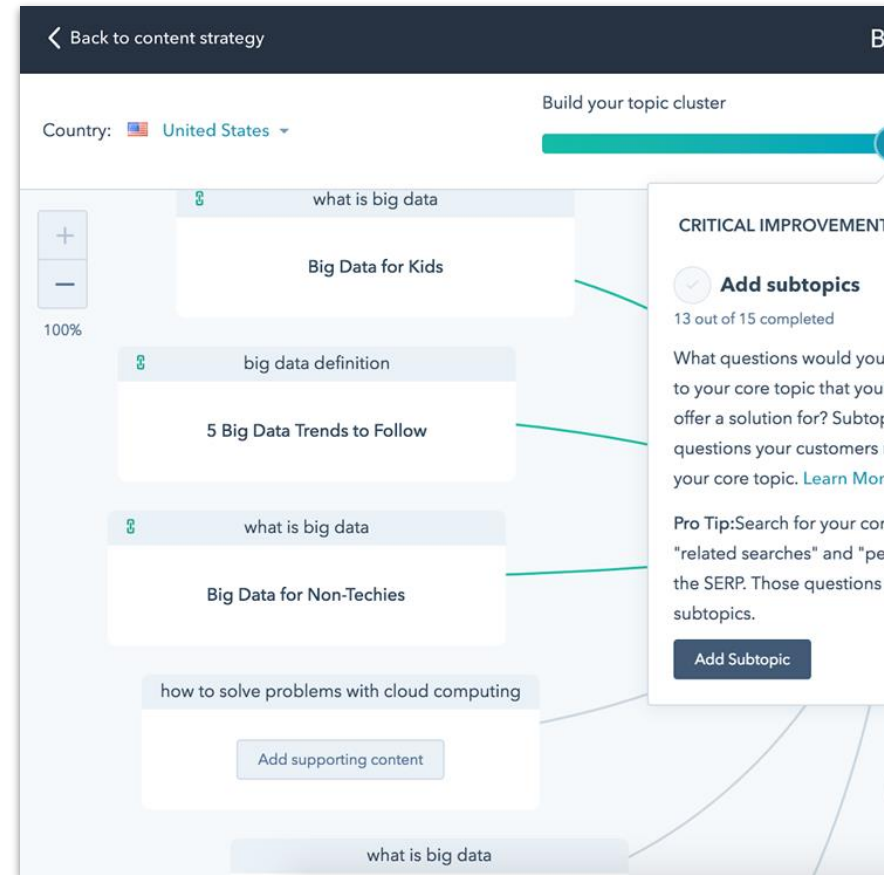 Back to content strategy
B
Country: United States
Build your topic cluster
+
−
100%
what is big data
Big Data for Kids
big data definition
5 Big Data Trends to Follow
what is big data
Big Data for Non-Techies
how to solve problems with cloud computing
Add supporting content
what is big data
CRITICAL IMPROVEMENT
Add subtopics
13 out of 15 completed
What questions would you
to your core topic that you
offer a solution for? Subtop
questions your customers
your core topic. Learn Mor
Pro Tip:Search for your cor
"related searches" and "pe
the SERP. Those questions
subtopics.
Add Subtopic